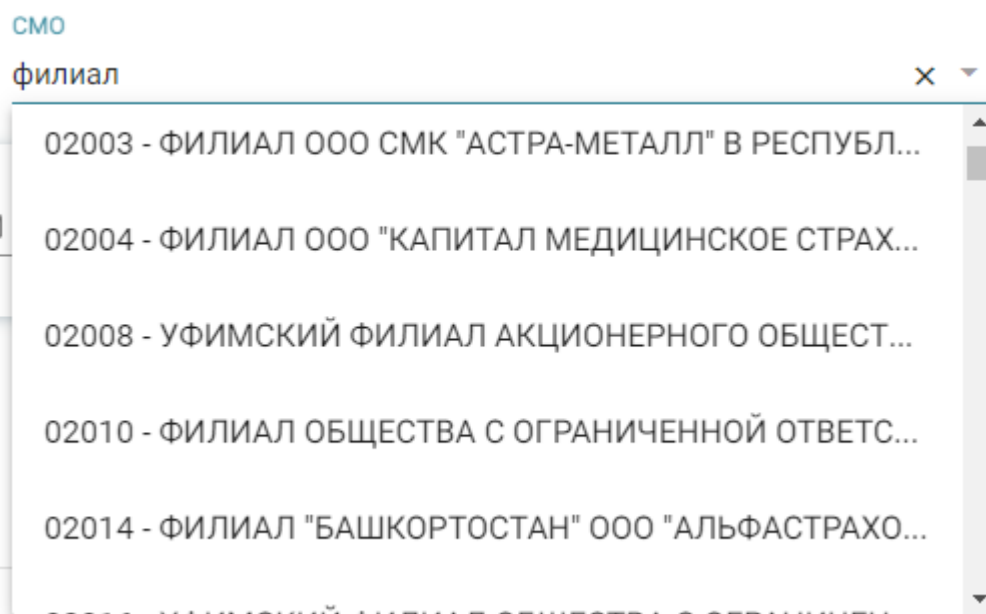 СМО
филиал
02003 - ФИЛИАЛ ООО СМК "АСТРА-МЕТАЛЛ" В РЕСПУБЛ...
02004 - ФИЛИАЛ ООО "КАПИТАЛ МЕДИЦИНСКОЕ СТРАХ...
02008 - УФИМСКИЙ ФИЛИАЛ АКЦИОНЕРНОГО ОБЩЕСТ...
02010 - ФИЛИАЛ ОБЩЕСТВА С ОГРАНИЧЕННОЙ ОТВЕТС...
02014 - ФИЛИАЛ "БАШКОРТОСТАН" ООО "АЛЬФАСТРАХО...